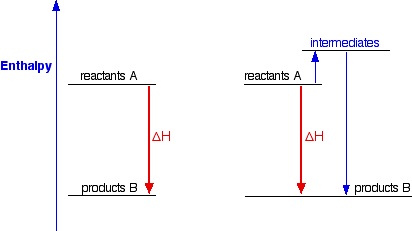 intermediates
reactants A
reactants A
Enthalpy
ΔH
ΔH
products B
products B